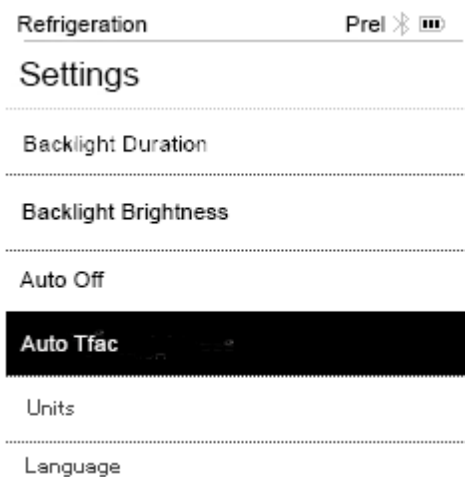 Refrigeration Prel
Settings
Backlight Duration
Backlight Brightness
Auto Off
Auto Tfac
Units
Language